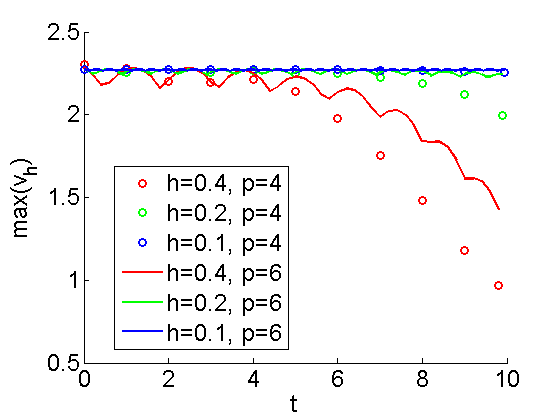 2.5
2
1.5
1
0.5
max(vₕ)
h=0.4, p=4
h=0.2, p=4
h=0.1, p=4
h=0.4, p=6
h=0.2, p=6
h=0.1, p=6
0 2 4 6 8 10
t